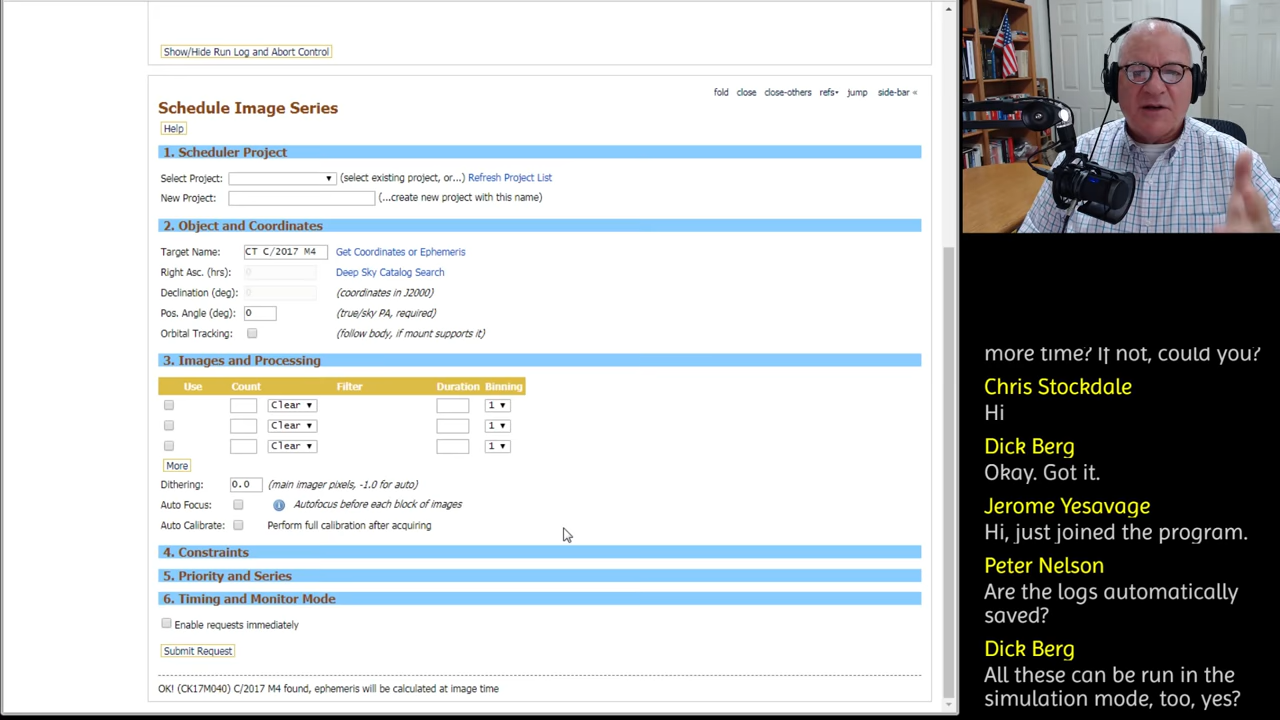 Show/Hide Run Log and Abort Control
fold close close-others refs• jump side-bar «
Schedule Image Series
Help
1. Scheduler Project
Select Project: (select existing project, or...) Refresh Project List
New Project: (...create new project with this name)
2. Object and Coordinates
Target Name: CT C/2017 M4 Get Coordinates or Ephemeris
Right Asc. (hrs): 0 Deep Sky Catalog Search
Declination (deg): 0 (coordinates in J2000)
Pos. Angle (deg): 0 (true/sky PA, required)
Orbital Tracking: (follow body, if mount supports it)
3. Images and Processing
Use Count Filter Duration Binning
Clear 1
Clear 1
Clear 1
More
Dithering: 0.0 (main imager pixels, -1.0 for auto)
Auto Focus: Autofocus before each block of images
Auto Calibrate: Perform full calibration after acquiring
4. Constraints
5. Priority and Series
6. Timing and Monitor Mode
Enable requests immediately
Submit Request
OK! (CK17M040) C/2017 M4 found, ephemeris will be calculated at image time
more time? If not, could you?
Chris Stockdale
Hi
Dick Berg
Okay. Got it.
Jerome Yesavage
Hi, just joined the program.
Peter Nelson
Are the logs automatically
saved?
Dick Berg
All these can be run in the
simulation mode, too, yes?